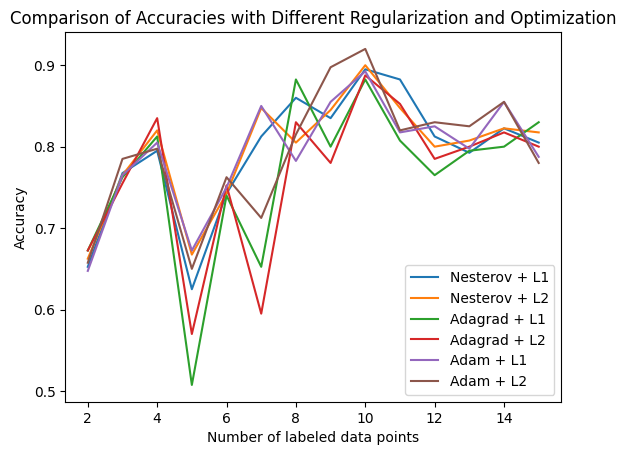 Comparison of Accuracies with Different Regularization and Optimization
Accuracy
0.9
0.8
0.7
0.6
0.5
2 4 6 8 10 12 14
Number of labeled data points
Nesterov + L1
Nesterov + L2
Adagrad + L1
Adagrad + L2
Adam + L1
Adam + L2